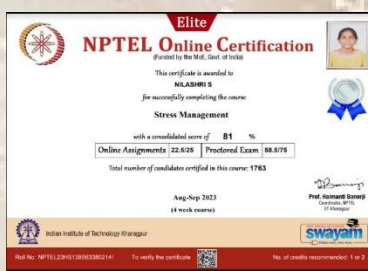 Elite
NPTEL Online Certification
(Funded by the MoE, Govt. of India)
This certificate is awarded to
NILASHRI S
for successfully completing the course
Stress Management
with a consolidated score of 81 %
Online Assignments 22.5/25 Proctored Exam 58.5/75
Total number of candidates certified in this course: 1763
Aug-Sep 2023
(4 week course)
Prof. Haimanti Banerji
Coordinator, NPTEL
IIT Kharagpur
Indian Institute of Technology Kharagpur
swayam
Roll No: NPTEL23HS138S633802141 To verify the certificate No. of credits recommended: 1 or 2